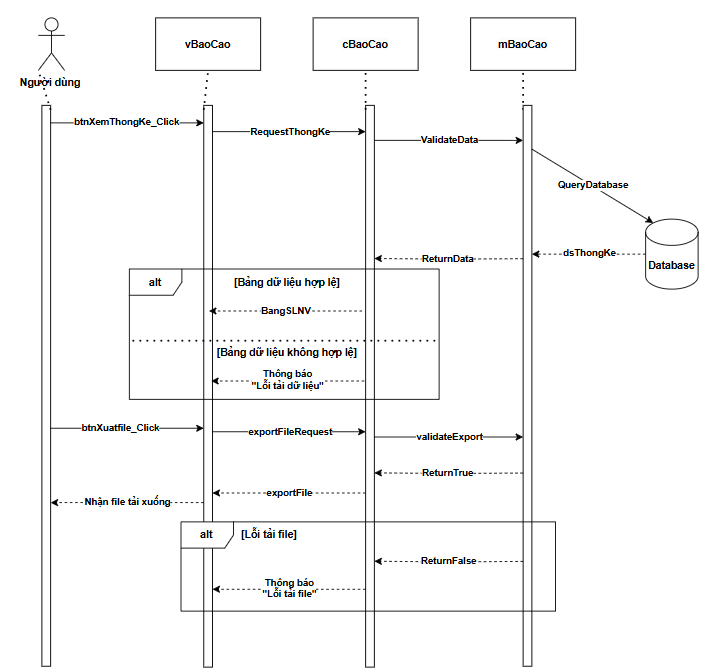 vBaoCao
cBaoCao
mBaoCao
Người dùng
btnXemThongKe_Click
RequestThongKe
ValidateData
QueryDatabase
dsThongKe
ReturnData
Database
alt
[Bảng dữ liệu hợp lệ]
BangSLNV
[Bảng dữ liệu không hợp lệ]
Thông báo
"Lỗi tải dữ liệu"
btnXuatfile_Click
exportFileRequest
validateExport
ReturnTrue
exportFile
Nhận file tải xuống
alt
[Lỗi tải file]
ReturnFalse
Thông báo
"Lỗi tải file"